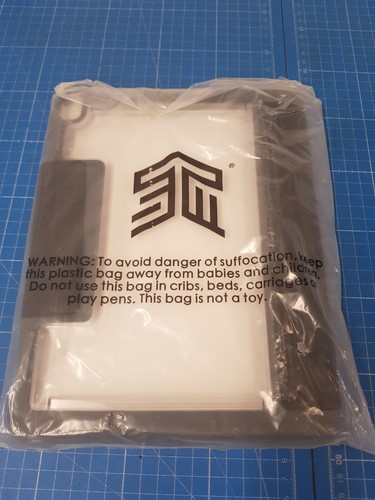 ®
WARNING: To avoid danger of suffocation, keep
this plastic bag away from babies and children.
Do not use this bag in cribs, beds, carriages or
play pens. This bag is not a toy.